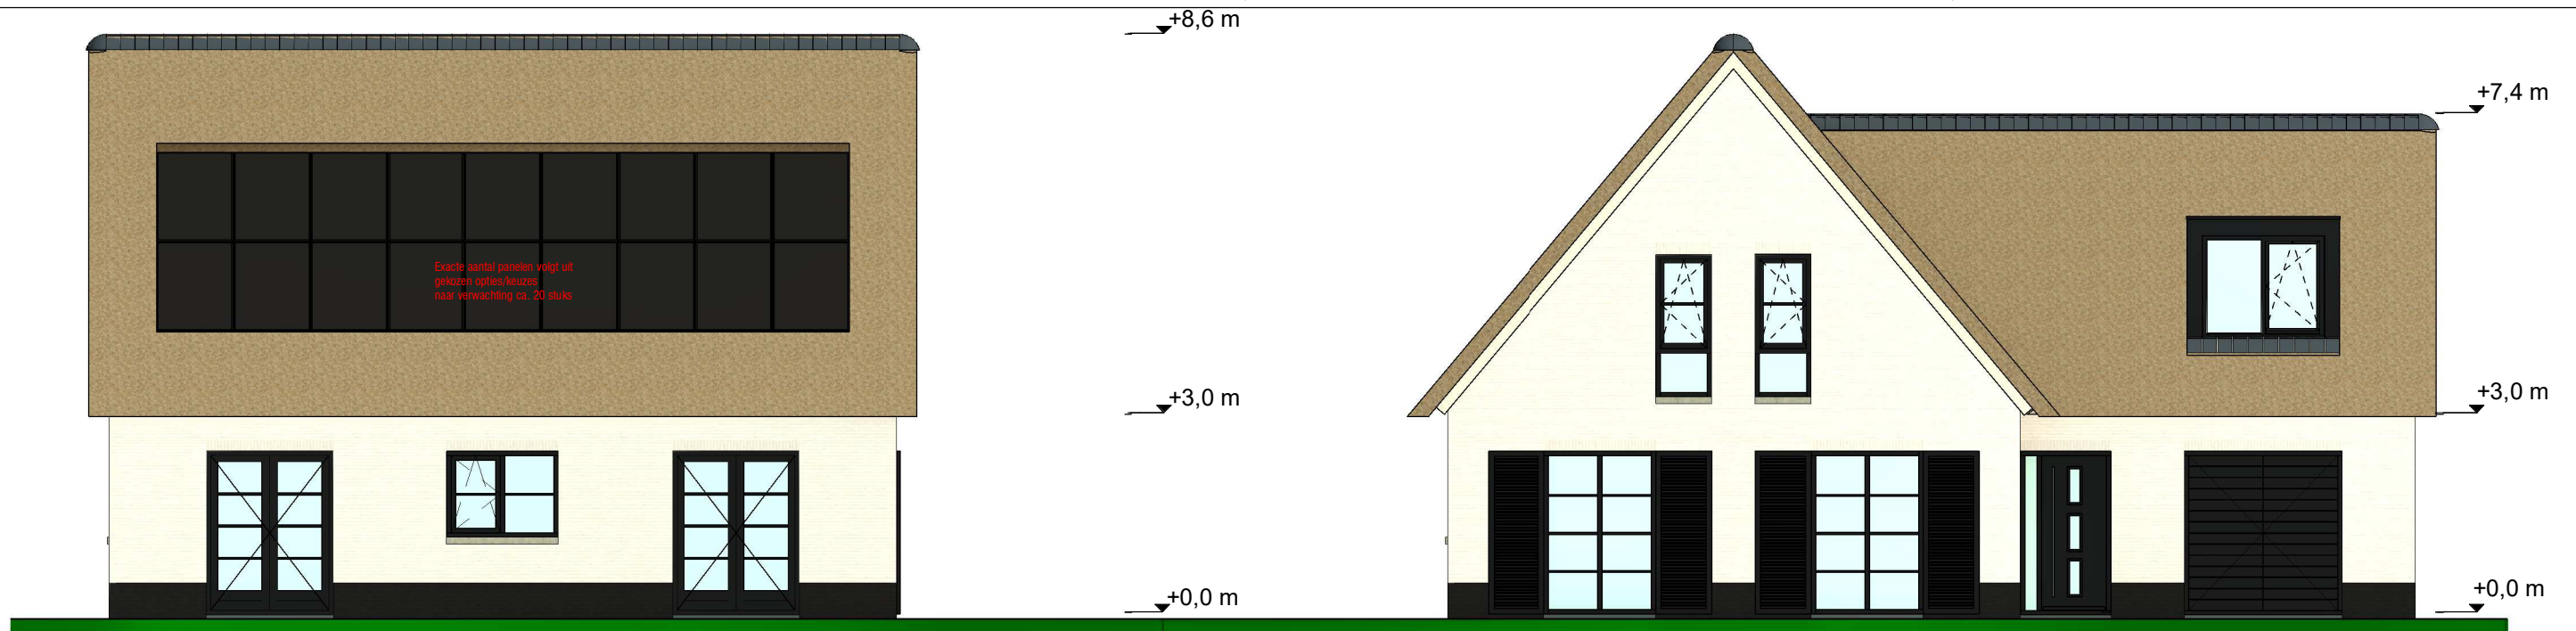 +8,6 m
+7,4 m
Exacte aantal panelen volgt uit
gekozen opties/keuzes
naar verwachting ca. 20 stuks
+3,0 m
+3,0 m
+0,0 m
+0,0 m